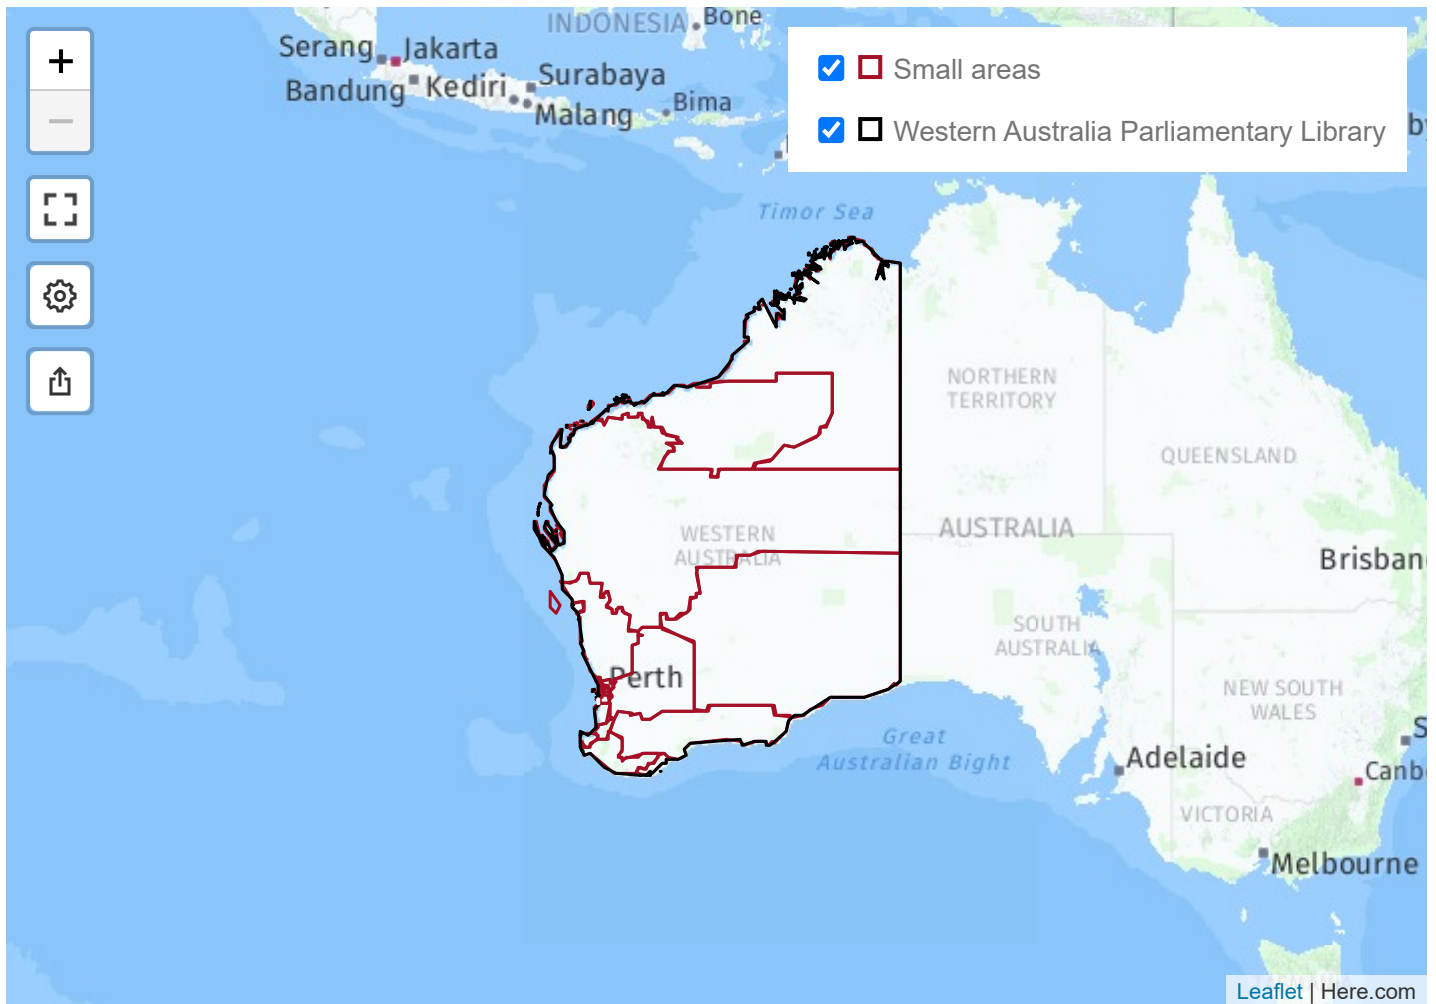 +
−
Small areas
Western Australia Parliamentary Library
INDONESIA
Bone
Serang
Jakarta
Bandung
Kediri
Surabaya
Malang
Bima
Timor Sea
NORTHERN
TERRITORY
QUEENSLAND
WESTERN
AUSTRALIA
AUSTRALIA
Brisban
SOUTH
AUSTRALIA
Perth
NEW SOUTH
WALES
Great
Australian Bight
Adelaide
S
Canb
VICTORIA
Melbourne
Leaflet | Here.com